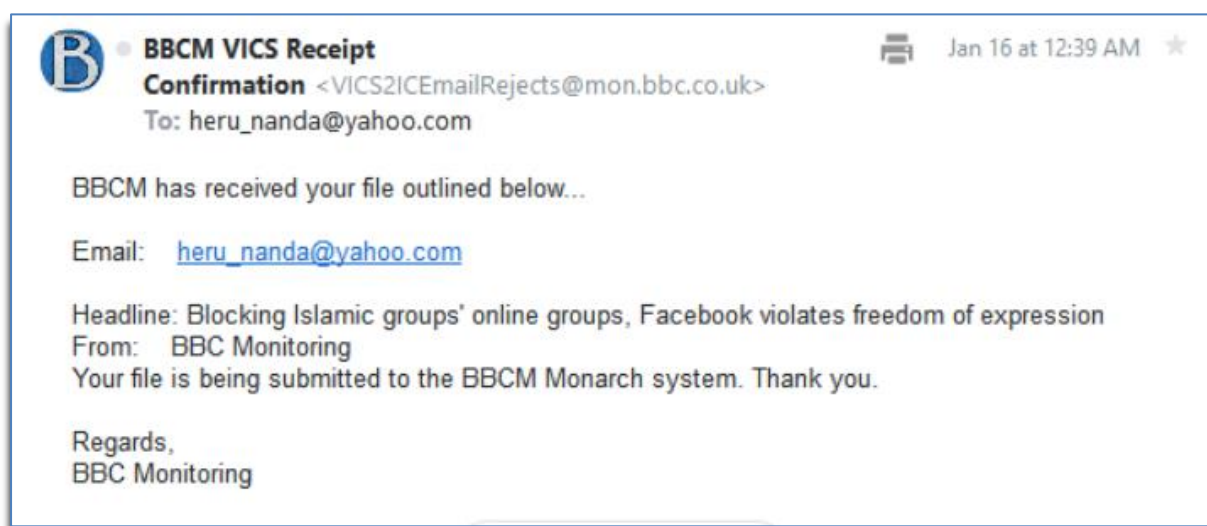 B
BBCM VICS Receipt
Jan 16 at 12:39 AM
Confirmation <VICS2ICEmailRejects@mon.bbc.co.uk>
To: heru_nanda@yahoo.com
BBCM has received your file outlined below...
Email: heru_nanda@yahoo.com
Headline: Blocking Islamic groups' online groups, Facebook violates freedom of expression
From: BBC Monitoring
Your file is being submitted to the BBCM Monarch system. Thank you.
Regards,
BBC Monitoring